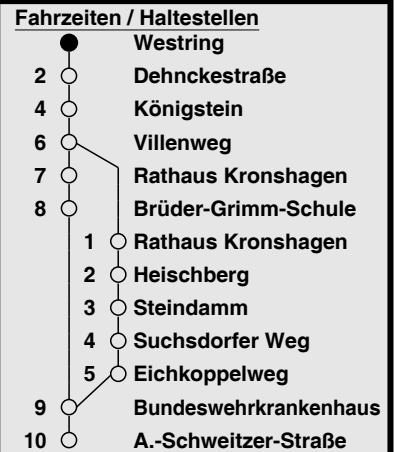 Fahrzeiten / Haltestellen
Westring
2 Dehnckestraße
4 Königstein
6 Villenweg
7 Rathaus Kronshagen
8 Brüder-Grimm-Schule
1 Rathaus Kronshagen
2 Heischberg
3 Steindamm
4 Suchsdorfer Weg
5 Eichkoppelweg
9 Bundeswehrkrankenhaus
10 A.-Schweitzer-Straße